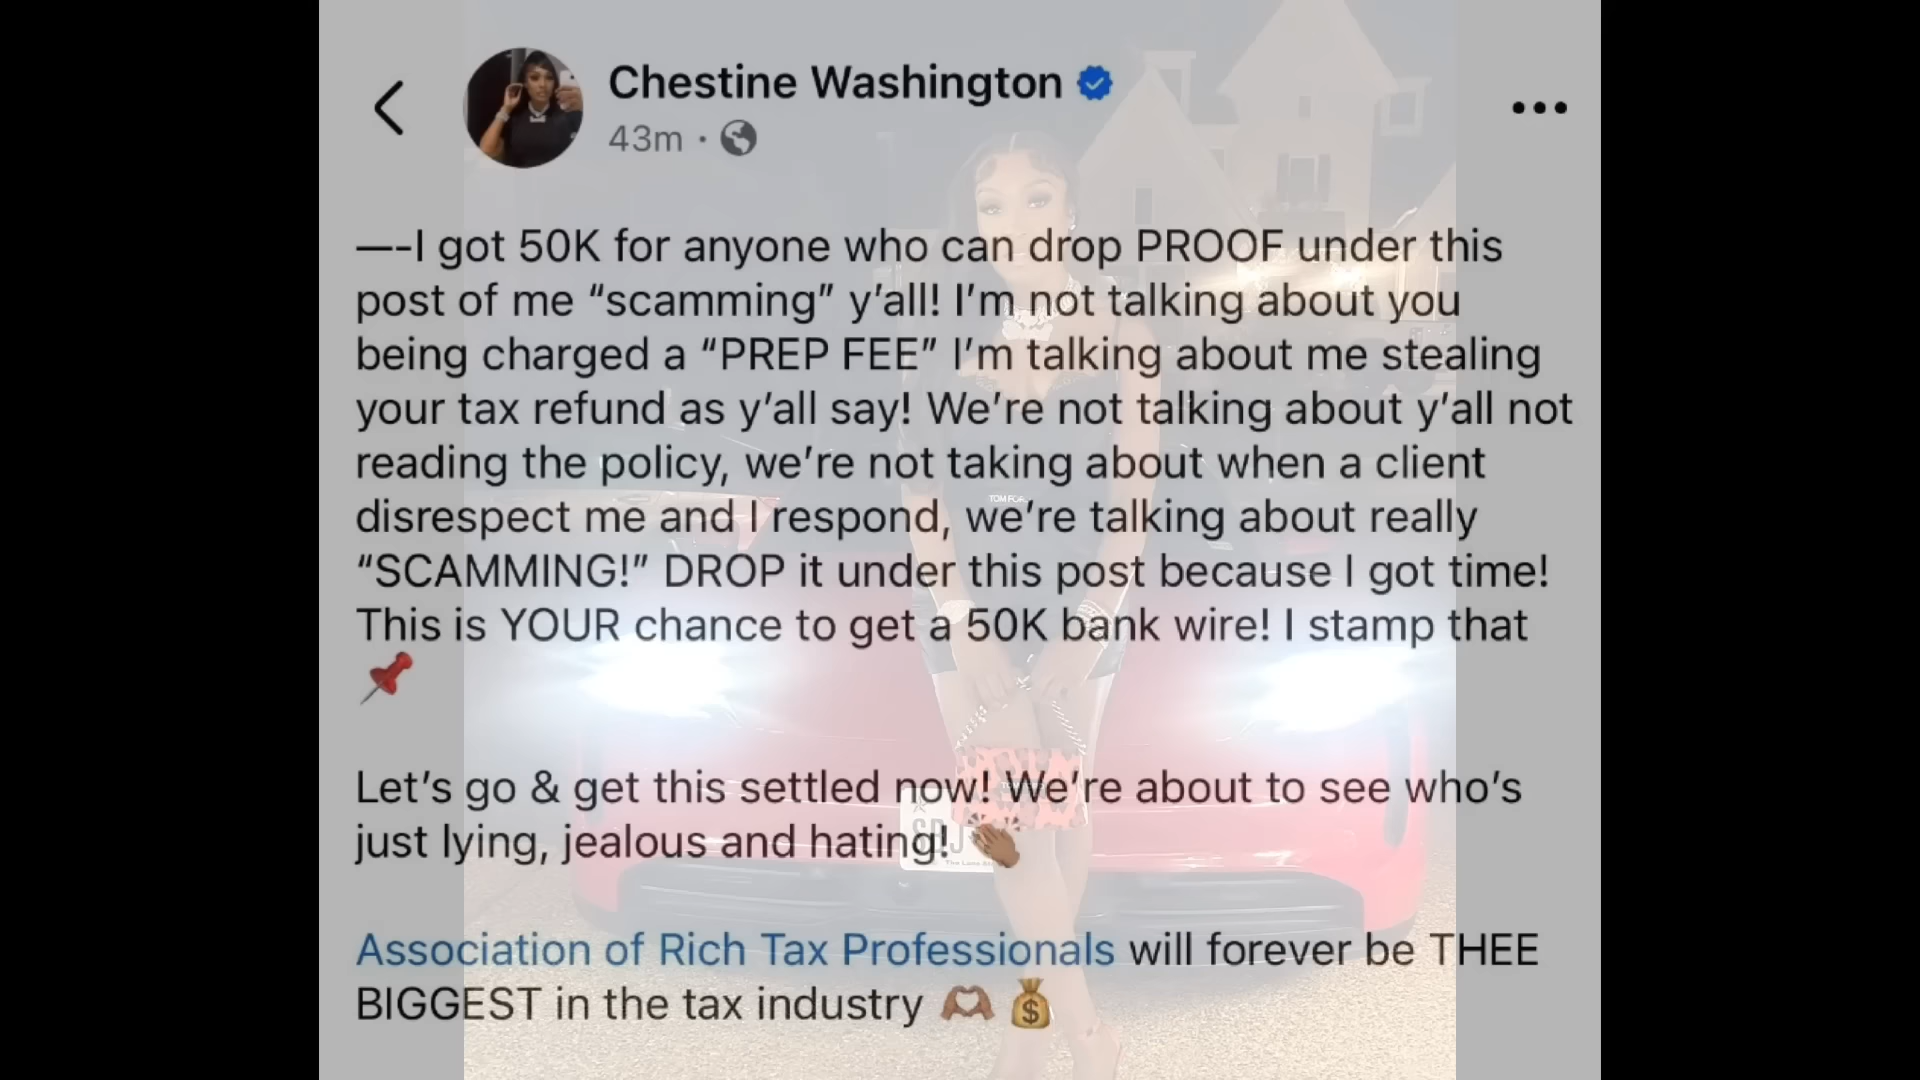 Chestine Washington
43m ·
—-I got 50K for anyone who can drop PROOF under this
post of me “scamming” y’all! I’m not talking about you
being charged a “PREP FEE” I’m talking about me stealing
your tax refund as y’all say! We’re not talking about y’all not
reading the policy, we’re not taking about when a client
disrespect me and I respond, we’re talking about really
“SCAMMING!” DROP it under this post because I got time!
This is YOUR chance to get a 50K bank wire! I stamp that
📌
Let’s go & get this settled now! We’re about to see who’s
just lying, jealous and hating! 👏🏾
Association of Rich Tax Professionals will forever be THEE
BIGGEST in the tax industry 🫶🏾 💰
TOM FORD